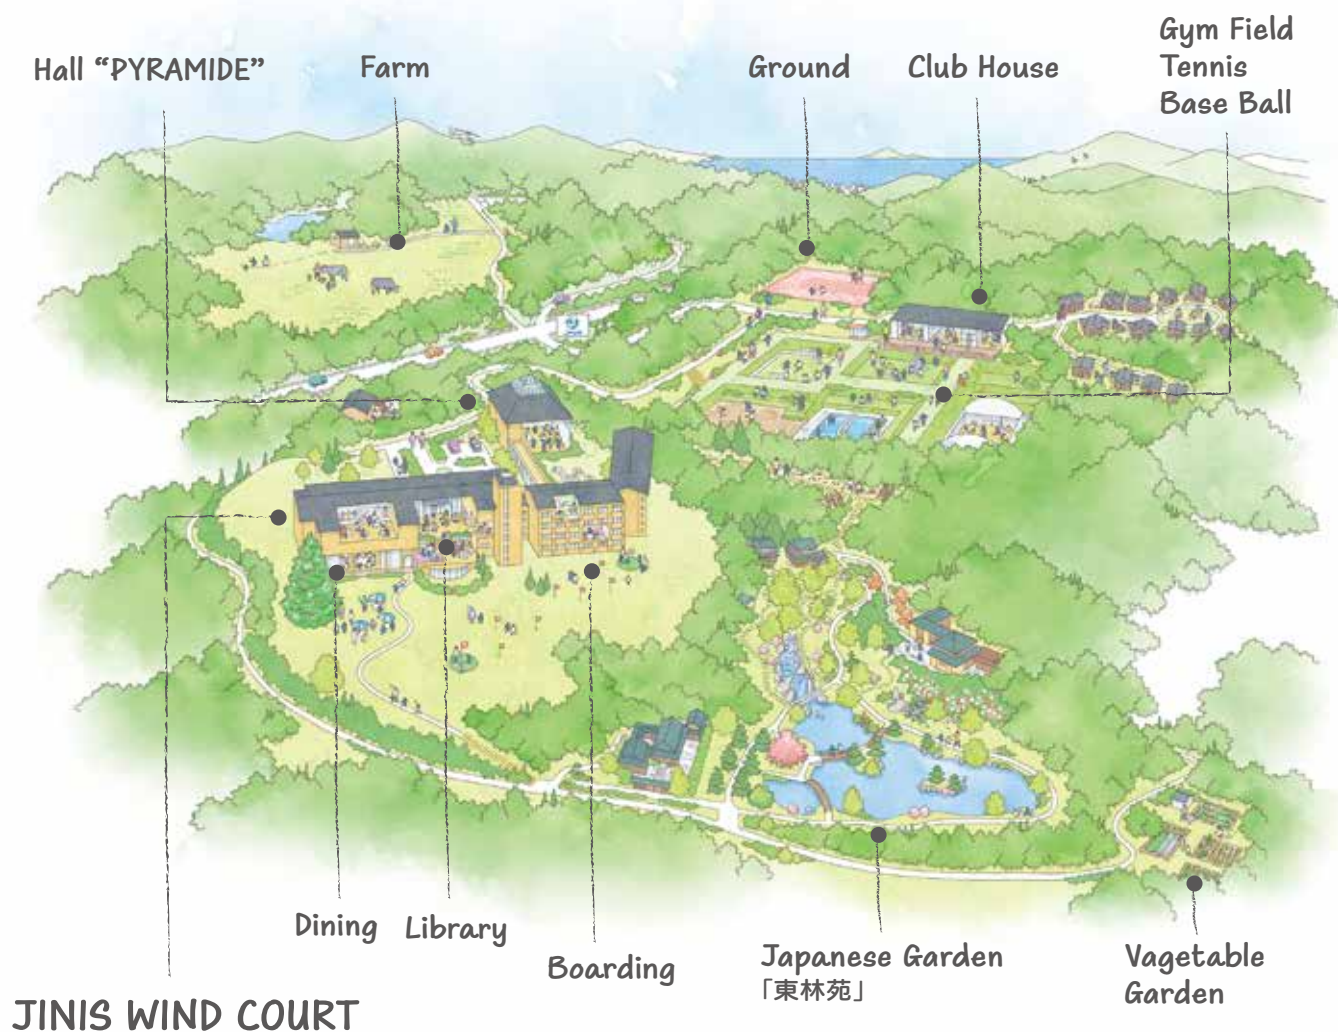 Hall “PYRAMIDE”
Farm
Ground
Club House
Gym Field
Tennis
Base Ball
Dining
Library
Boarding
Japanese Garden
「東林苑」
Vagetable
Garden
JINIS WIND COURT